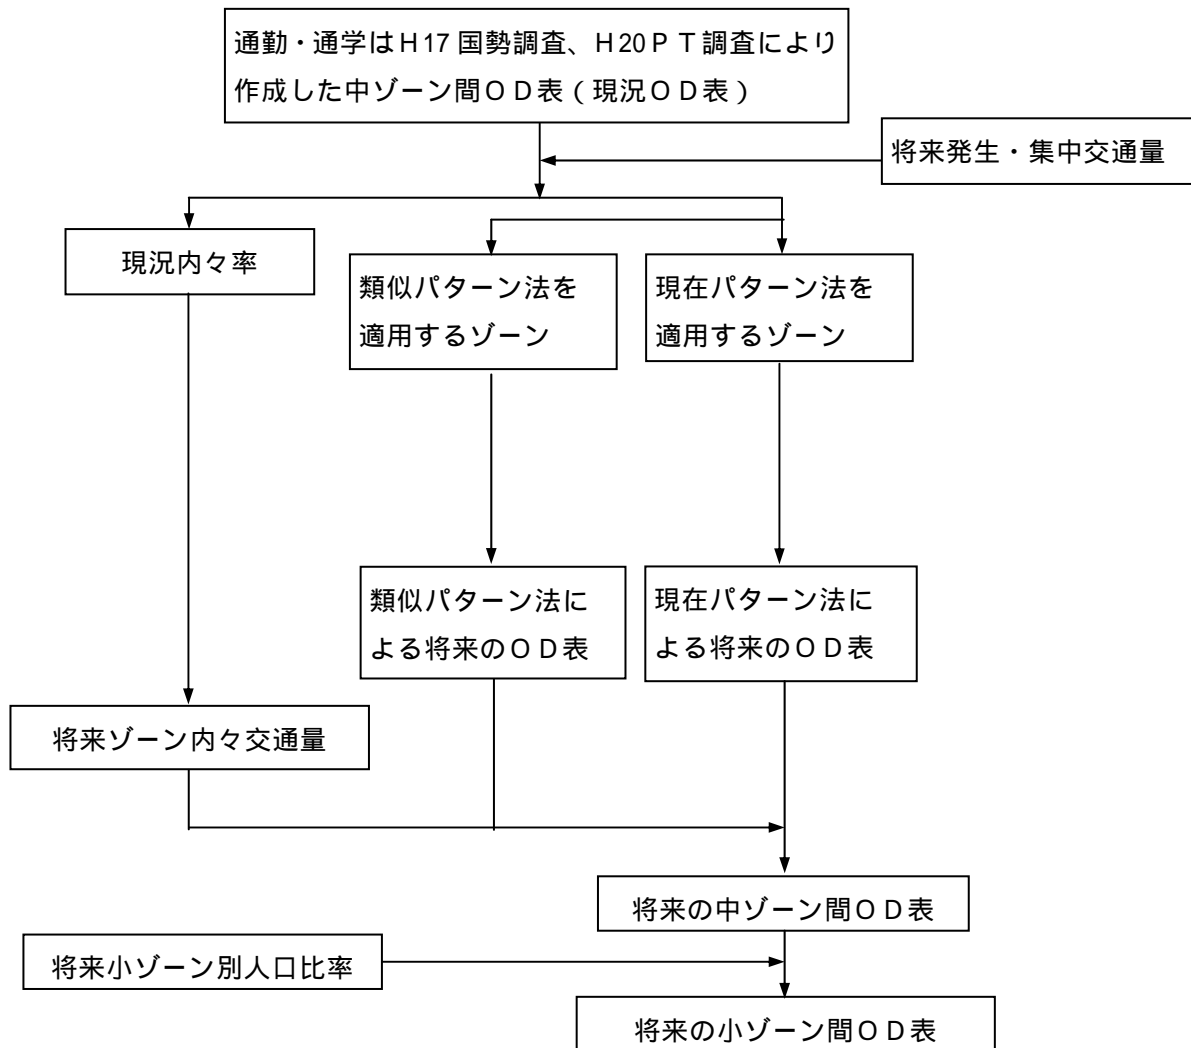 通勤・通学はH17国勢調査、H20PT調査により
作成した中ゾーン間OD表(現況OD表)
将来発生・集中交通量
現況内々率
類似パターン法を
適用するゾーン
現在パターン法を
適用するゾーン
類似パターン法に
よる将来のOD表
現在パターン法に
よる将来のOD表
将来ゾーン内々交通量
将来の中ゾーン間OD表
将来小ゾーン別人口比率
将来の小ゾーン間OD表